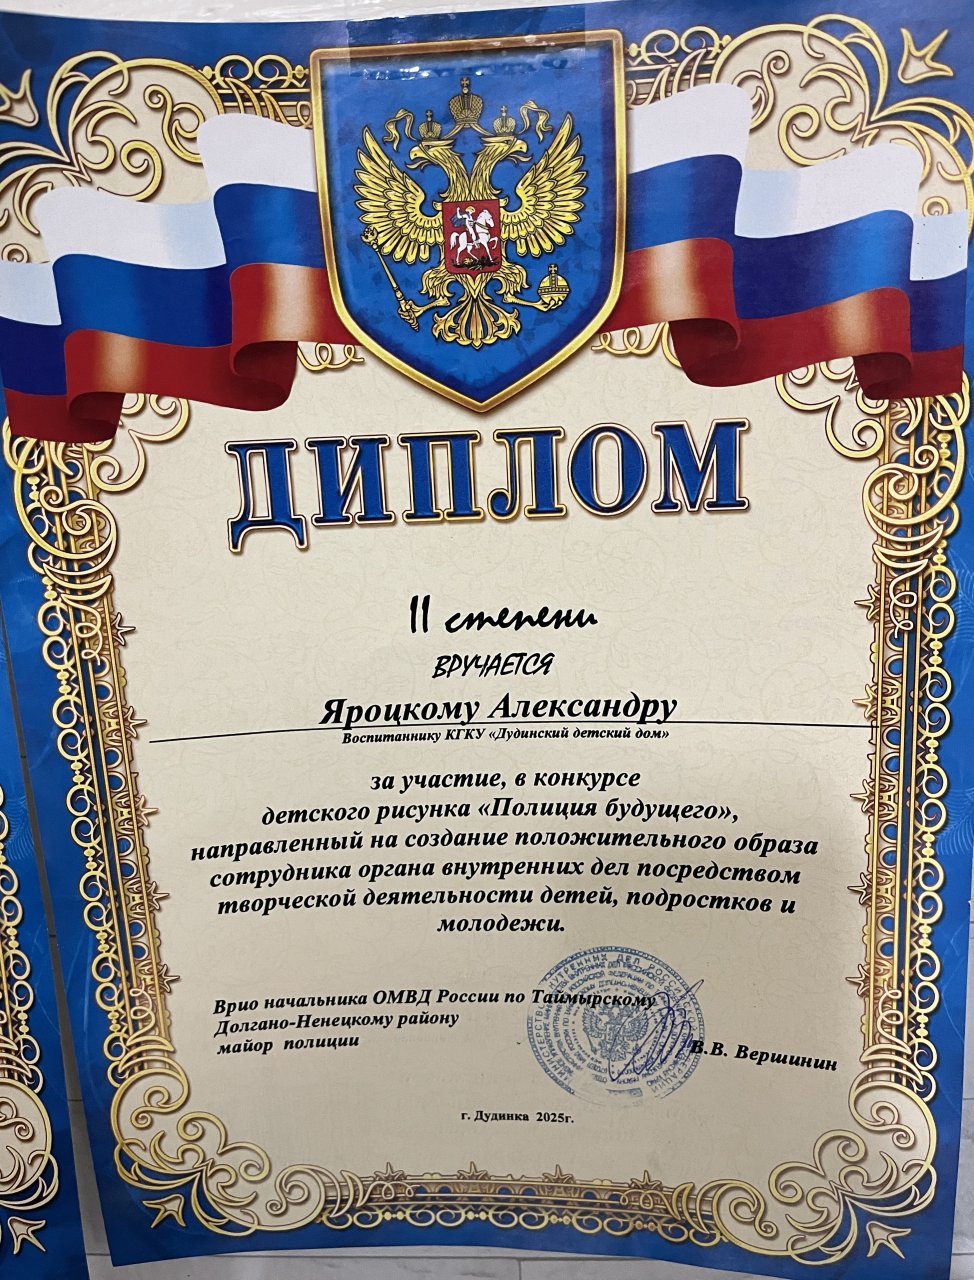 ДИПЛОМ
II степени
ВРУЧАЕТСЯ
Яроцкому Александру
Воспитаннику КГКУ «Дудинский детский дом»
за участие, в конкурсе
детского рисунка «Полиция будущего»,
направленный на создание положительного образа
сотрудника органа внутренних дел посредством
творческой деятельности детей, подростков и
молодежи.
Врио начальника ОМВД России по Таймырскому
Долгано-Ненецкому району
майор полиции
В.В. Вершинин
г. Дудинка 2025г.